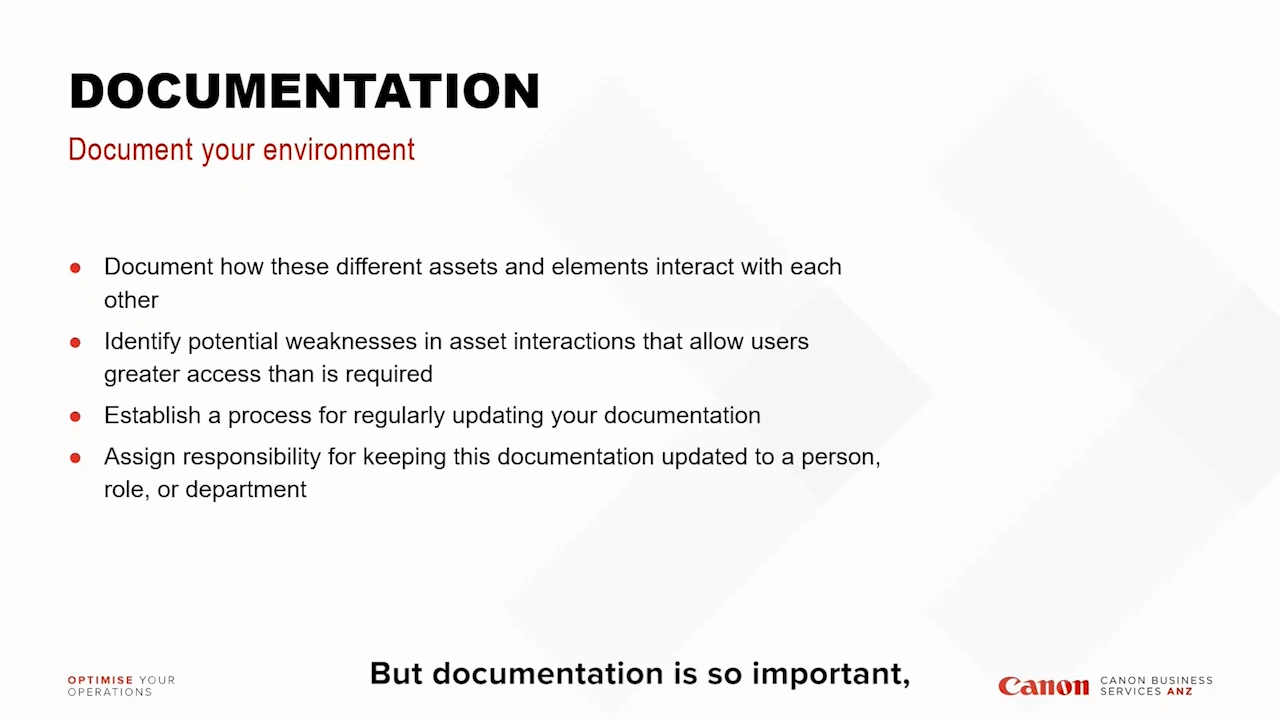 DOCUMENTATION
Document your environment
● Document how these different assets and elements interact with each
other
● Identify potential weaknesses in asset interactions that allow users
greater access than is required
● Establish a process for regularly updating your documentation
● Assign responsibility for keeping this documentation updated to a person,
role, or department
But documentation is so important,
OPTIMISE YOUR
OPERATIONS
Canon CANON BUSINESS
SERVICES ANZ